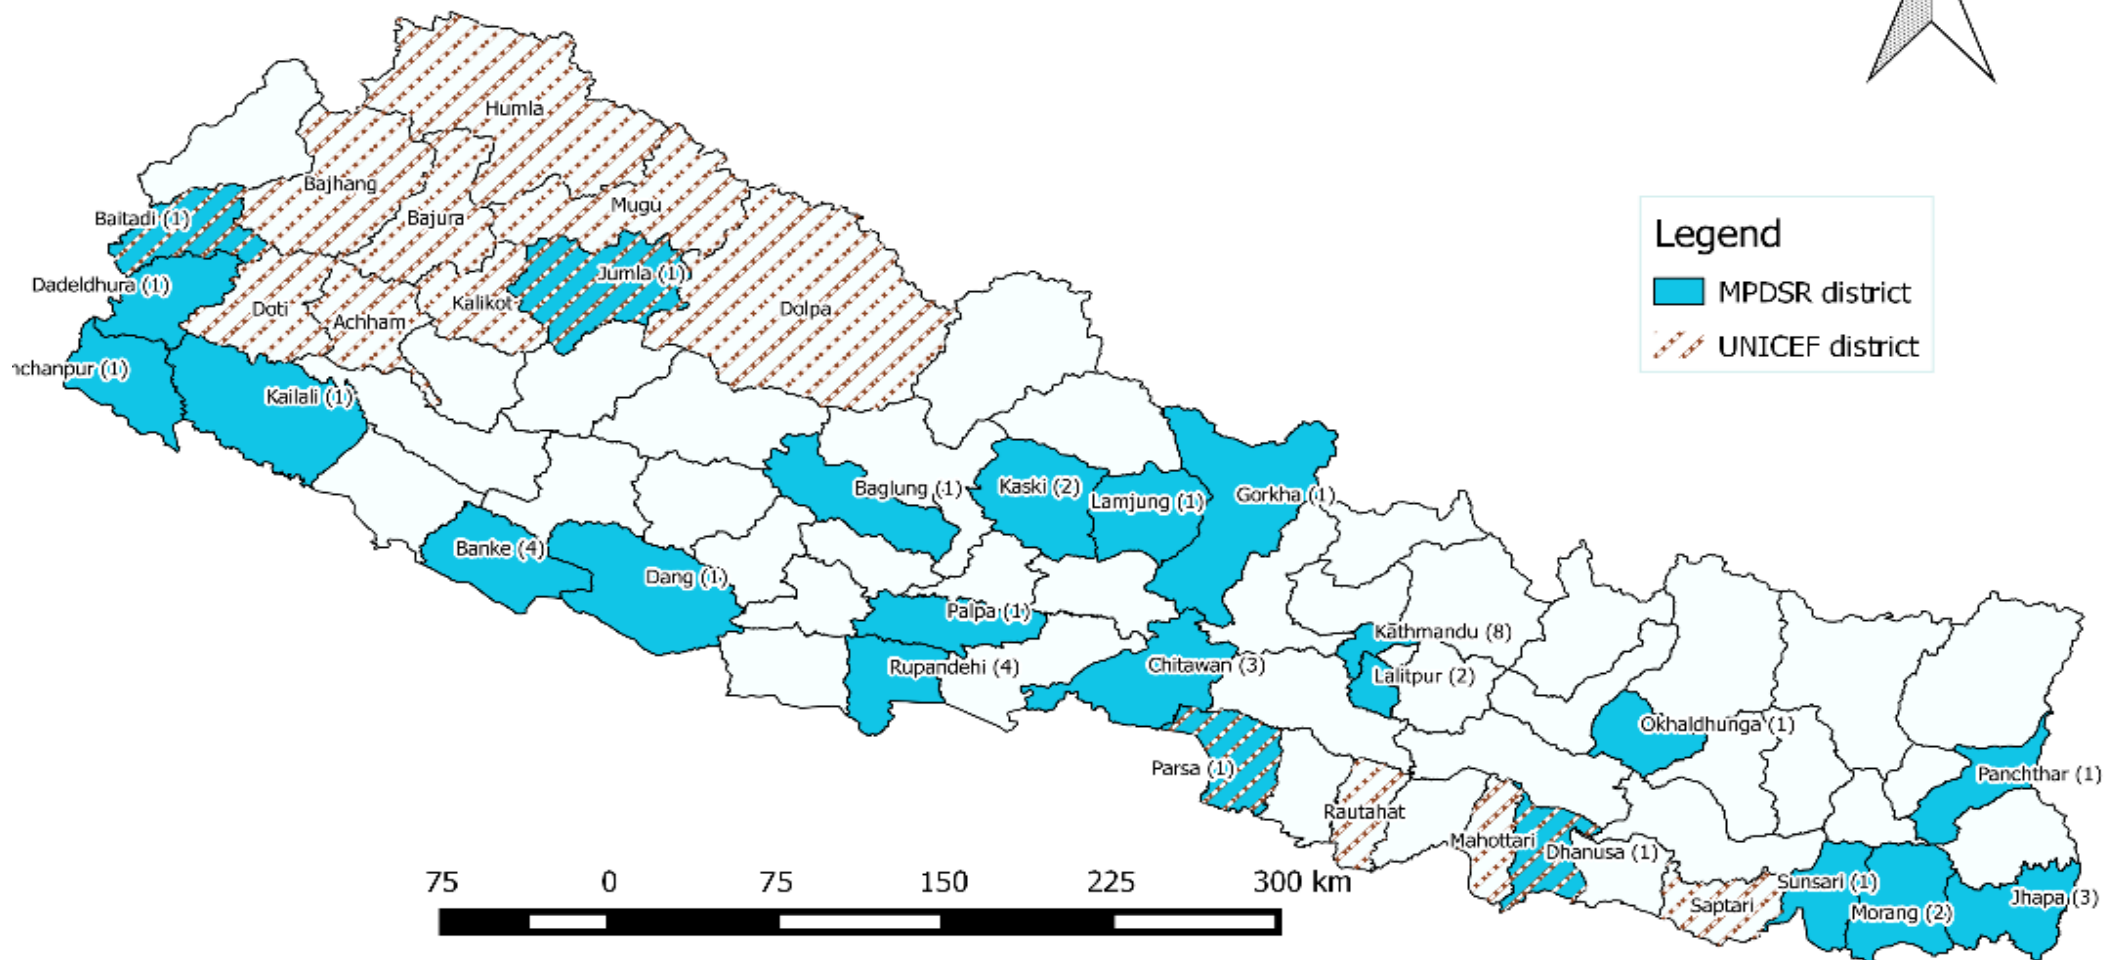 Humla
Bajhang
Mugu
Baitadi (1)
Bajura
Legend
Jumla (1)
Dadeldhura (1)
MPDSR district
Kalikot
Doti
Dolpa
Achham
UNICEF district
nchanpur (1)
Kailali (1)
Baglung (1)
Kaski (2)
Lamjung (1)
Gorkha (1)
Banke (4)
Dang (1)
Palpa (1)
Kathmandu (8)
Rupandehi (4)
Chitawan (3)
Lalitpur (2)
Okhaldhunga (1)
Parsa (1)
Panchthar (1)
Rautahat
Mahottari
Dhanusa (1)
75 0 75 150 225 300 km
Sunsari (1)
Jhapa (3)
Saptari
Morang (2)